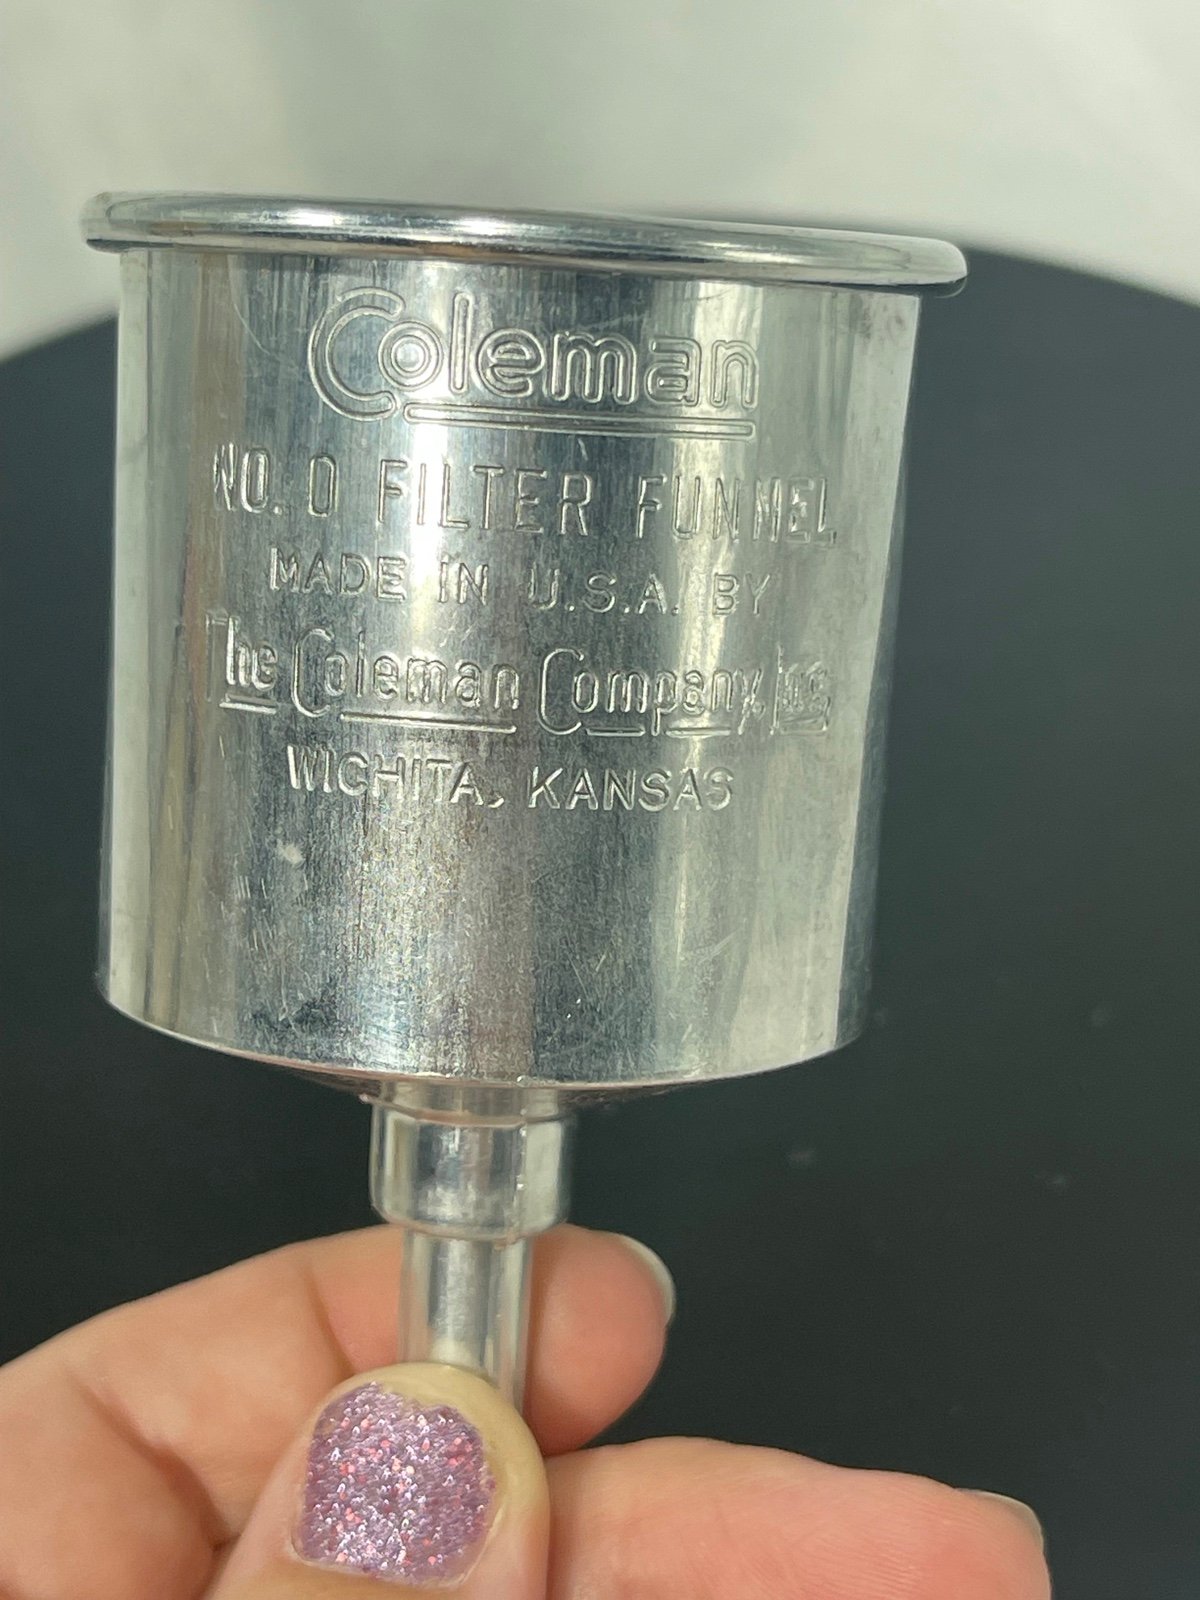 Coleman
NO. 0 FILTER FUNNEL
MADE IN U.S.A. BY
The Coleman Company, Inc.
WICHITA, KANSAS